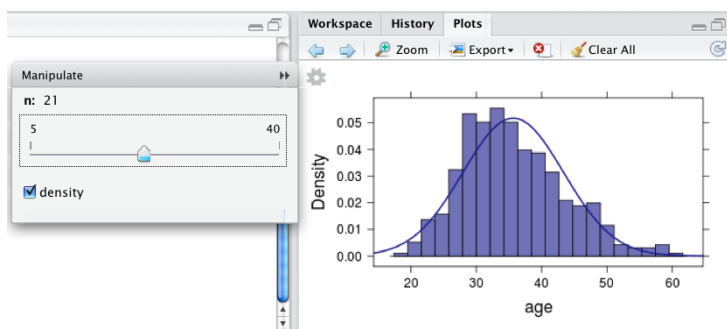 Workspace History Plots
Zoom Export Clear All
Manipulate
n: 21
5 40
density
0.05
0.04
0.03
0.02
0.01
0.00
Density
20 30 40 50 60
age